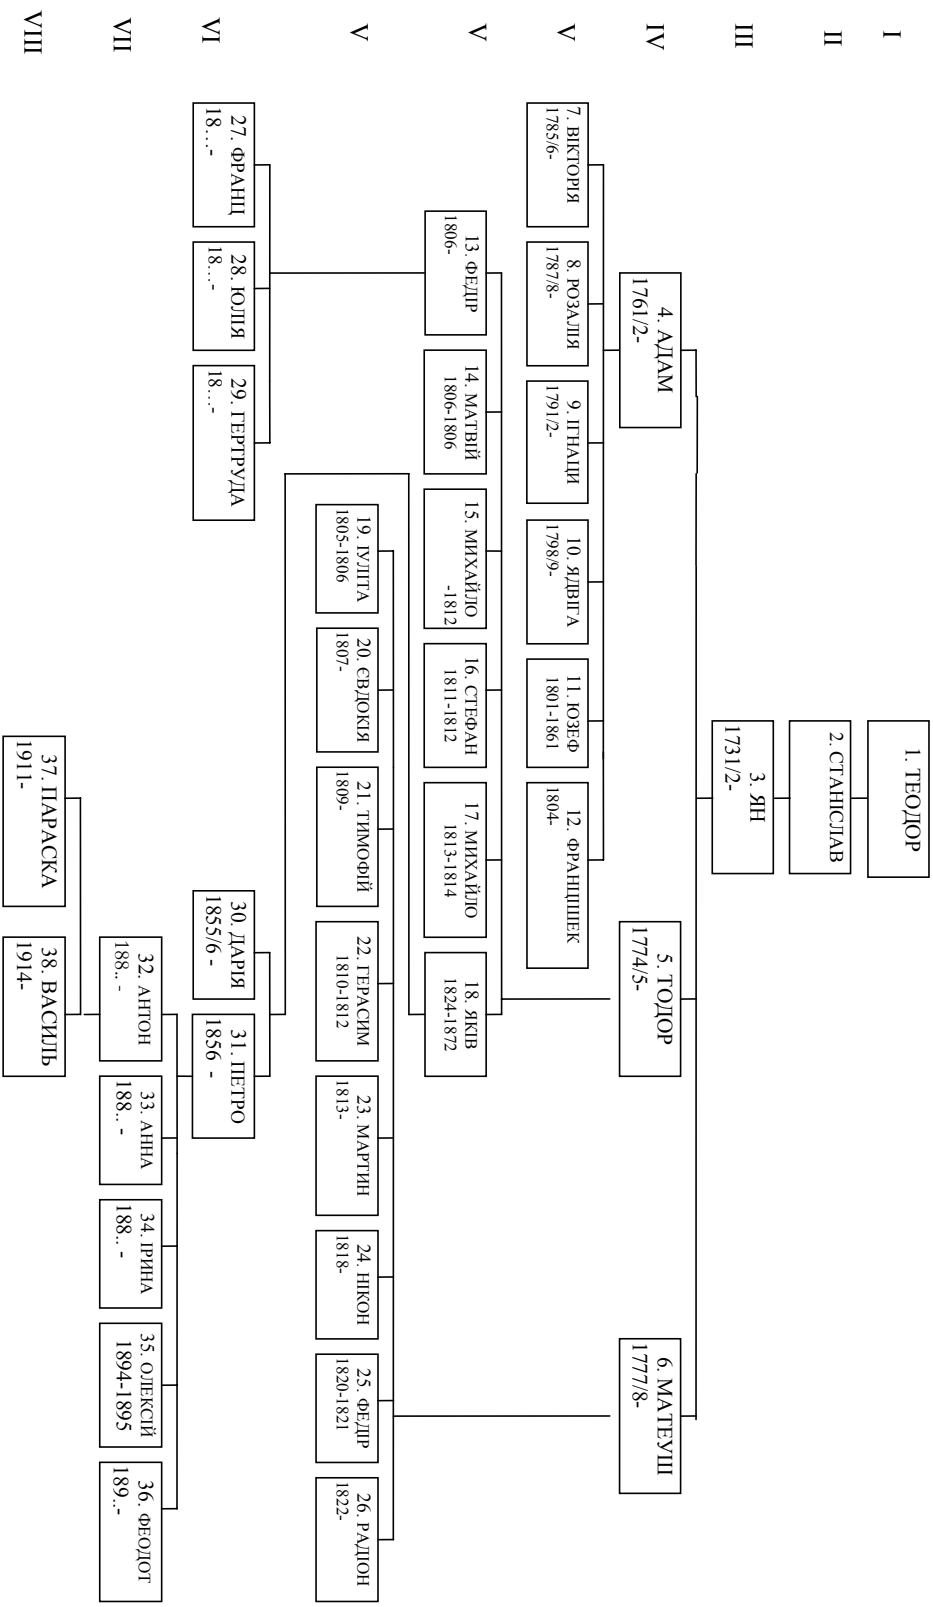 I
1. ТЕОДОР
II
2. СТАНІСЛАВ
III
3. ЯН
1731/2-
IV
4. АДАМ
1761/2-
5. ТОДОР
1774/5-
6. МАТЕУШ
1777/8-
V
7. ВІКТОРІЯ
1785/6-
8. РОЗАЛІЯ
1787/8-
9. ІГНАЦИ
1791/2-
10. ЯДВІГА
1798/9-
11. ЮЗЕФ
1801-1861
12. ФРАНЦІШЕК
1804-
V
13. ФЕДІР
1806-
14. МАТВІЙ
1806-1806
15. МИХАЙЛО
-1812
16. СТЕФАН
1811-1812
17. МИХАЙЛО
1813-1814
18. ЯКІВ
1824-1872
V
19. ІУЛІТА
1805-1806
20. ЄВДОКІЯ
1807-
21. ТИМОФІЙ
1809-
22. ГЕРАСИМ
1810-1812
23. МАРТИН
1813-
24. НІКОН
1818-
25. ФЕДІР
1820-1821
26. РАДІОН
1822-
VI
27. ФРАНЦ
18…-
28. ЮЛІЯ
18…-
29. ГЕРТРУДА
18…-
30. ДАРІЯ
1855/6 -
31. ПЕТРО
1856 -
VII
32. АНТОН
188.. -
33. АННА
188.. -
34. ІРИНА
188.. -
35. ОЛЕКСІЙ
1894-1895
36. ФЕОДОТ
189..-
VIII
37. ПАРАСКА
1911-
38. ВАСИЛЬ
1914-